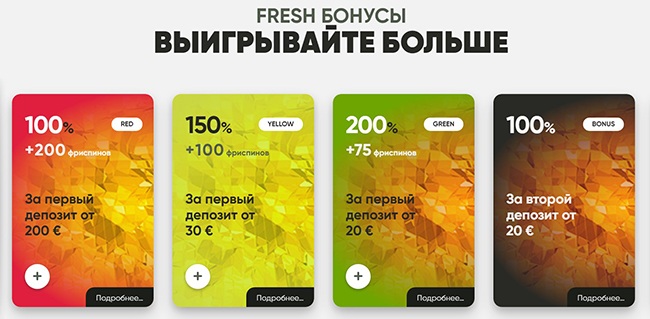 FRESH БОНУСЫ
ВЫИГРЫВАЙТЕ БОЛЬШЕ
100% RED
+200 фриспинов
За первый
депозит от
200 €
+
Подробнее...
150% YELLOW
+100 фриспинов
За первый
депозит от
30 €
+
Подробнее...
200% GREEN
+75 фриспинов
За первый
депозит от
20 €
+
Подробнее...
100% BONUS
За второй
депозит от
20 €
Подробнее...